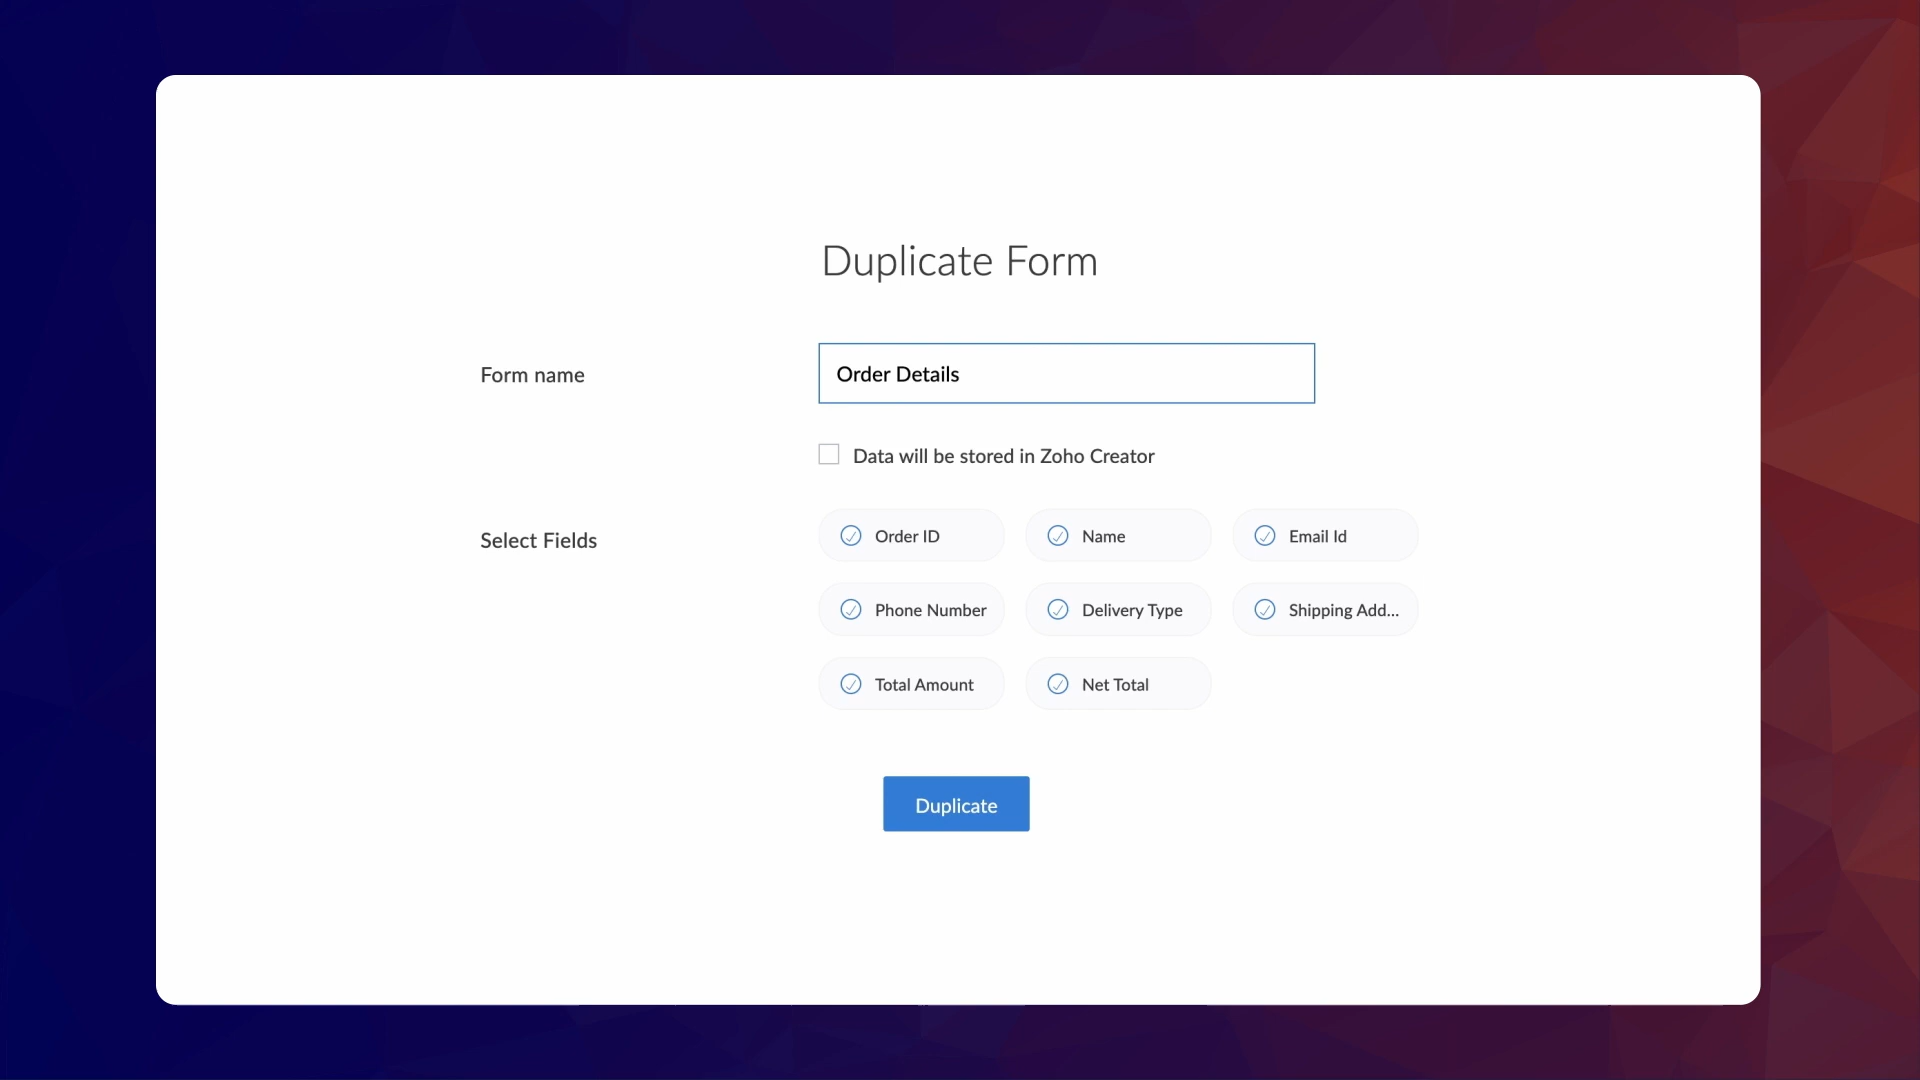 Duplicate Form
Form name
Order Details
Data will be stored in Zoho Creator
Select Fields
Order ID
Name
Email Id
Phone Number
Delivery Type
Shipping Add...
Total Amount
Net Total
Duplicate